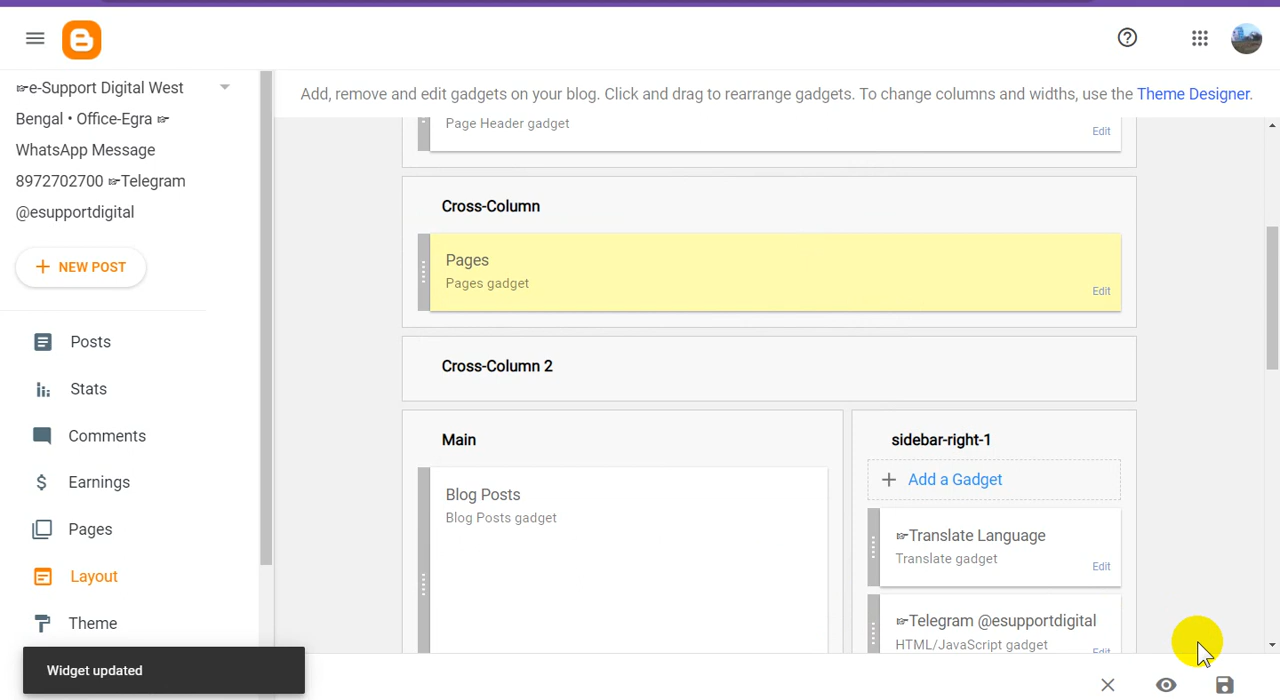 ☞e-Support Digital West
Bengal • Office-Egra ☞
WhatsApp Message
8972702700 ☞Telegram
@esupportdigital
NEW POST
Posts
Stats
Comments
Earnings
Pages
Layout
Theme
Widget updated
Add, remove and edit gadgets on your blog. Click and drag to rearrange gadgets. To change columns and widths, use the Theme Designer.
Page Header gadget
Edit
Cross-Column
Pages
Pages gadget
Edit
Cross-Column 2
Main
Blog Posts
Blog Posts gadget
sidebar-right-1
Add a Gadget
☞Translate Language
Translate gadget
Edit
☞Telegram @esupportdigital
HTML/JavaScript gadget
Edit